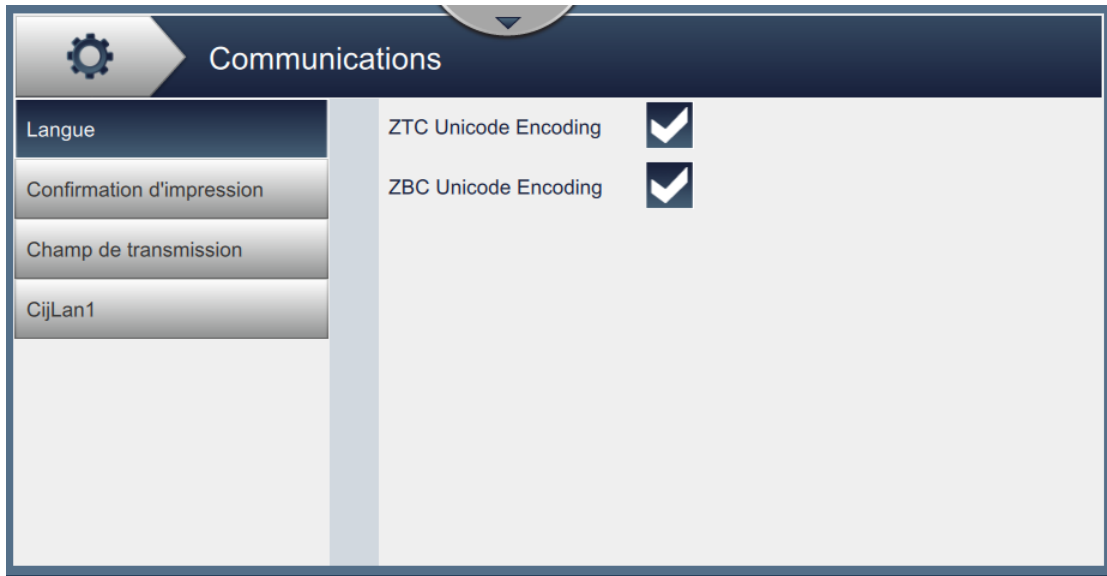 Communications
Langue
Confirmation d'impression
Champ de transmission
CijLan1
ZTC Unicode Encoding
ZBC Unicode Encoding